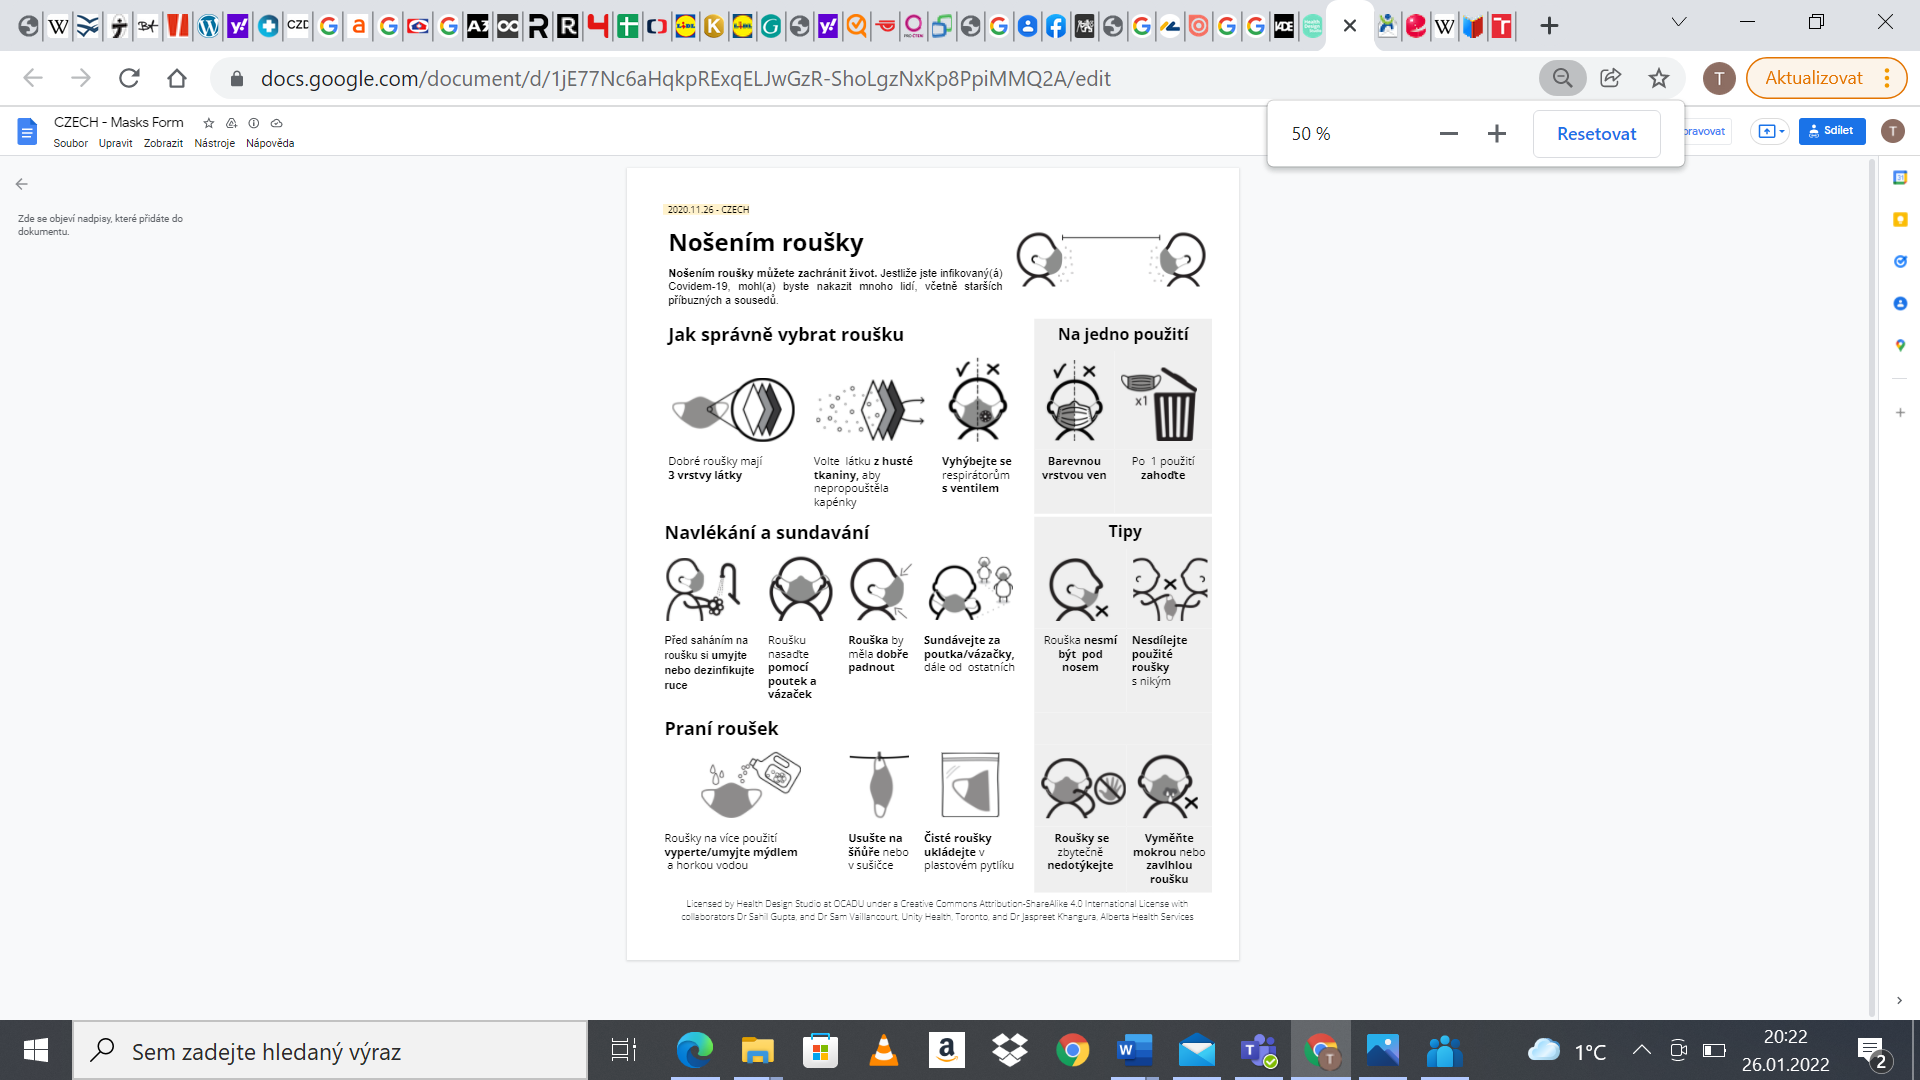 docs.google.com/document/d/1jE77Nc6aHqkpRExqELJwGzR-ShoLgzNxKp8PpiMMQ2A/edit
T
Aktualizovat
CZECH - Masks Form
Soubor Upravit Zobrazit Nástroje Nápověda
50 %
Resetovat
Sdílet
T
Zde se objeví nadpisy, které přidáte do
dokumentu.
2020.11.26 - CZECH
Nošením roušky
Nošením roušky můžete zachránit život. Jestliže jste infikovaný(á)
Covidem-19, mohl(a) byste nakazit mnoho lidí, včetně starších
příbuzných a sousedů.
Jak správně vybrat roušku
Dobré roušky mají
3 vrstvy látky
Volte látku z husté
tkaniny, aby
nepropouštěla
kapénky
Vyhýbejte se
respirátorům
s ventilem
Na jedno použití
x1
Barevnou
vrstvou ven
Po 1 použití
zahoďte
Navlékání a sundavání
Před saháním na
roušku si umyjte
nebo dezinfikujte
ruce
Roušku
nasaďte
pomocí
poutek a
vázaček
Rouška by
měla dobře
padnout
Sundávejte za
poutka/vázačky,
dále od ostatních
Tipy
Rouška nesmí
být pod
nosem
Nesdílejte
použité
roušky
s nikým
Praní roušek
Roušky na více použití
vyperte/umyjte mýdlem
a horkou vodou
Usušte na
šňůře nebo
v sušičce
Čisté roušky
ukládejte v
plastovém pytlíku
Roušky se
zbytečně
nedotýkejte
Vyměňte
mokrou nebo
zavlhlou
roušku
Licensed by Health Design Studio at OCADU under a Creative Commons Attribution-ShareAlike 4.0 International License with
collaborators Dr Sahil Gupta, and Dr Sam Vaillancourt, Unity Health, Toronto, and Dr Jaspreet Khangura, Alberta Health Services
Sem zadejte hledaný výraz
1°C
20:22
26.01.2022
2